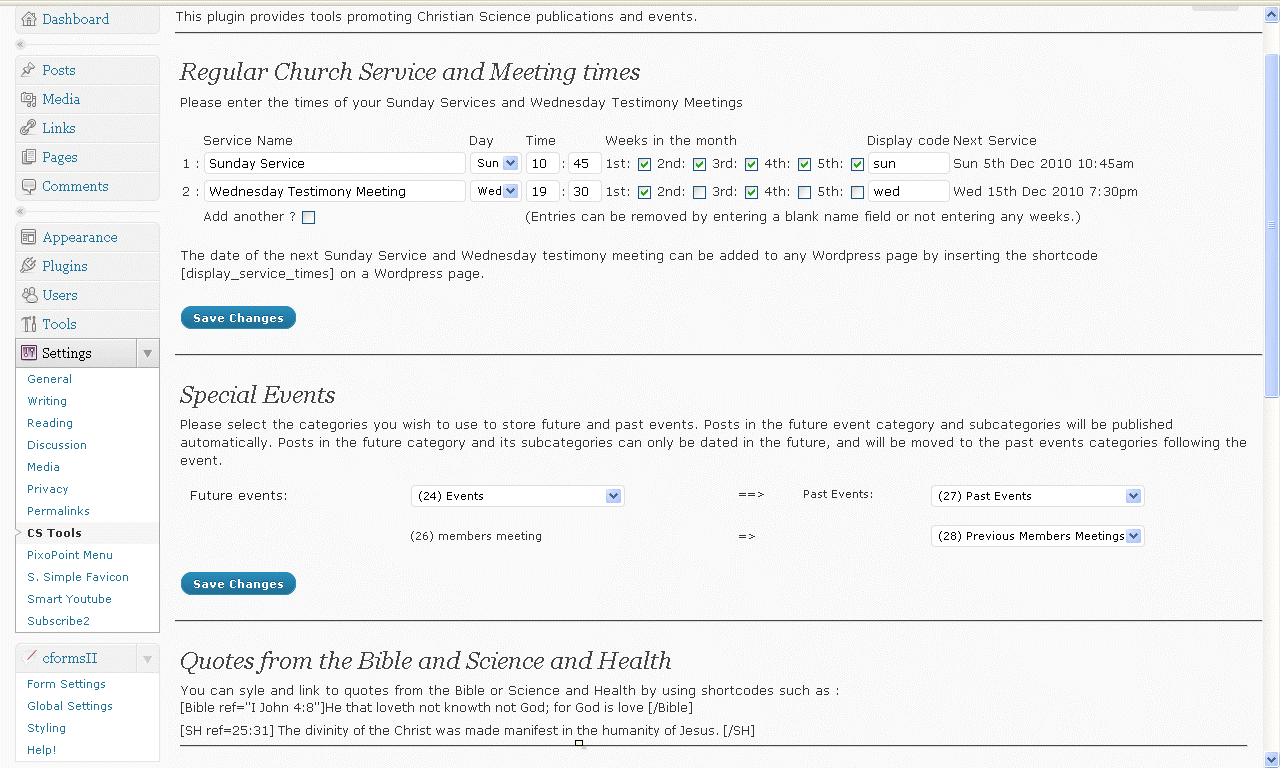 Dashboard
Posts
Media
Links
Pages
Comments
Appearance
Plugins
Users
Tools
Settings
General
Writing
Reading
Discussion
Media
Privacy
Permalinks
CS Tools
PixoPoint Menu
S. Simple Favicon
Smart Youtube
Subscribe2
cformsII
Form Settings
Global Settings
Styling
Help!
This plugin provides tools promoting Christian Science publications and events.
Regular Church Service and Meeting times
Please enter the times of your Sunday Services and Wednesday Testimony Meetings
Service Name Day Time Weeks in the month Display code Next Service
1 : Sunday Service Sun 10 : 45 1st: 2nd: 3rd: 4th: 5th: sun Sun 5th Dec 2010 10:45am
2 : Wednesday Testimony Meeting Wed 19 : 30 1st: 2nd: 3rd: 4th: 5th: wed Wed 15th Dec 2010 7:30pm
Add another ? (Entries can be removed by entering a blank name field or not entering any weeks.)
The date of the next Sunday Service and Wednesday testimony meeting can be added to any Wordpress page by inserting the shortcode
[display_service_times] on a Wordpress page.
Save Changes
Special Events
Please select the categories you wish to use to store future and past events. Posts in the future event category and subcategories will be published
automatically. Posts in the future category and its subcategories can only be dated in the future, and will be moved to the past events categories following the
event.
Future events: (24) Events ==> Past Events: (27) Past Events
(26) members meeting => (28) Previous Members Meetings
Save Changes
Quotes from the Bible and Science and Health
You can syle and link to quotes from the Bible or Science and Health by using shortcodes such as :
[Bible ref="I John 4:8"]He that loveth not knowth not God; for God is love [/Bible]
[SH ref=25:31] The divinity of the Christ was made manifest in the humanity of Jesus. [/SH]